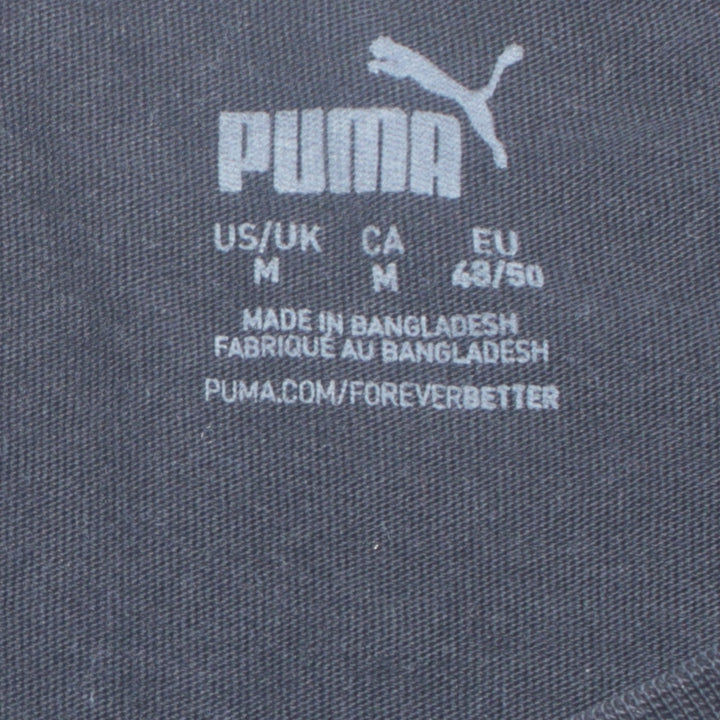 PUMA
US/UK CA EU
M M 48/50
MADE IN BANGLADESH
FABRIQUÉ AU BANGLADESH
PUMA.COM/FOREVERBETTER